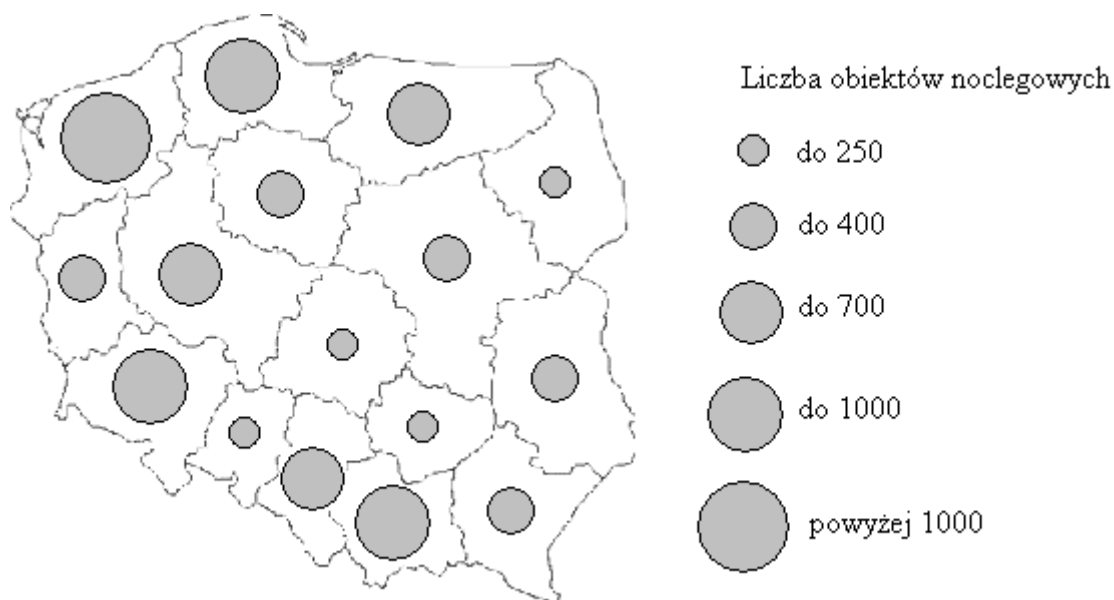 Liczba obiektów noclegowych
do 250
do 400
do 700
do 1000
powyżej 1000